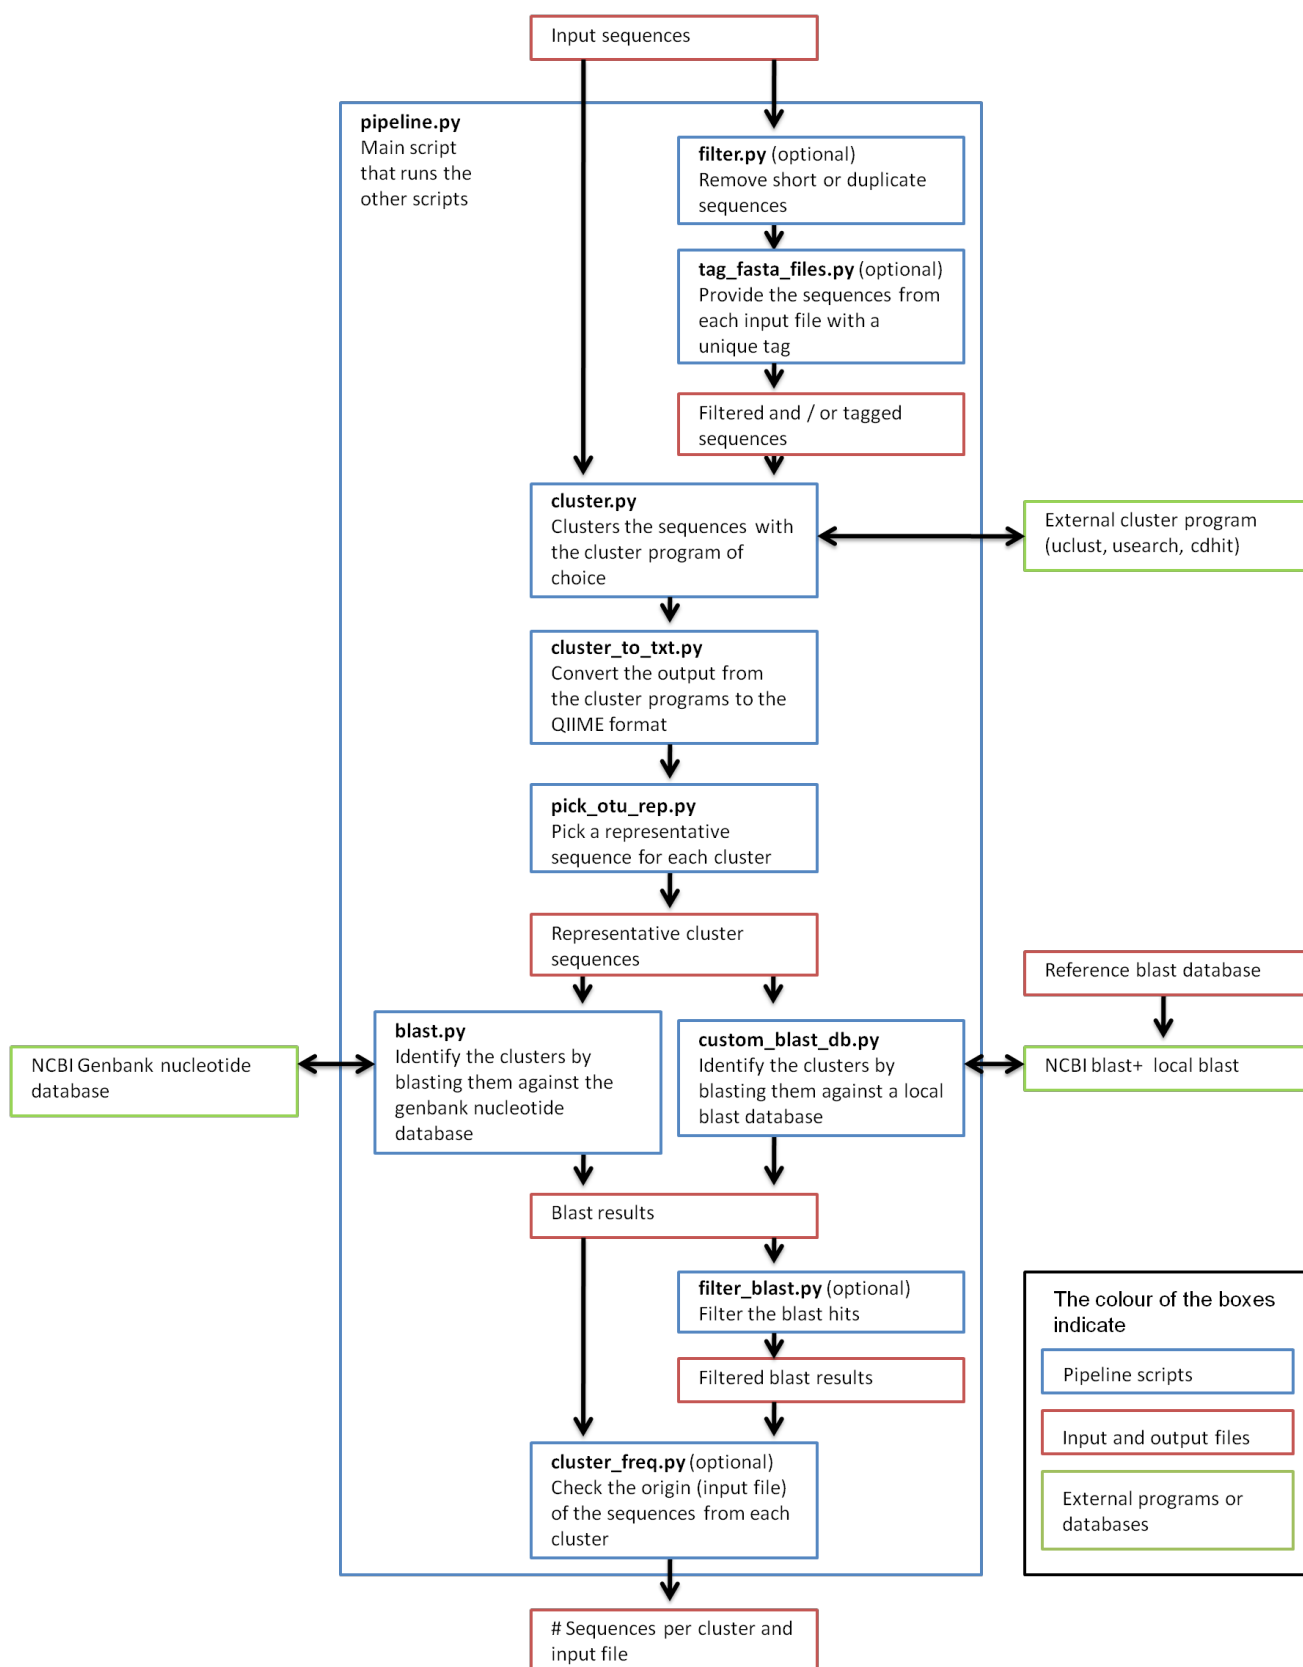 Input sequences
pipeline.py
Main script
that runs the
other scripts
filter.py (optional)
Remove short or duplicate
sequences
tag_fasta_files.py (optional)
Provide the sequences from
each input file with a
unique tag
Filtered and / or tagged
sequences
cluster.py
Clusters the sequences with
the cluster program of
choice
External cluster program
(uclust, usearch, cdhit)
cluster_to_txt.py
Convert the output from
the cluster programs to the
QIIME format
pick_otu_rep.py
Pick a representative
sequence for each cluster
Representative cluster
sequences
Reference blast database
NCBI Genbank nucleotide
database
blast.py
Identify the clusters by
blasting them against the
genbank nucleotide
database
custom_blast_db.py
Identify the clusters by
blasting them against a local
blast database
NCBI blast+ local blast
Blast results
filter_blast.py (optional)
Filter the blast hits
Filtered blast results
cluster_freq.py (optional)
Check the origin (input file)
of the sequences from each
cluster
# Sequences per cluster and
input file
The colour of the boxes
indicate
Pipeline scripts
Input and output files
External programs or
databases